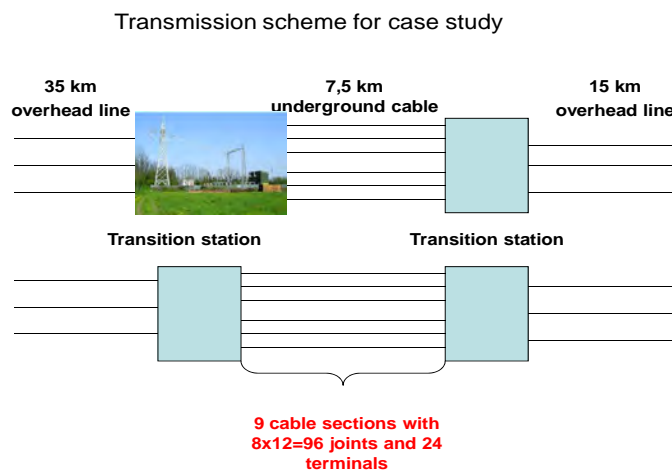 Transmission scheme for case study
35 km
overhead line
7,5 km
underground cable
15 km
overhead line
Transition station
Transition station
9 cable sections with
8x12=96 joints and 24
terminals